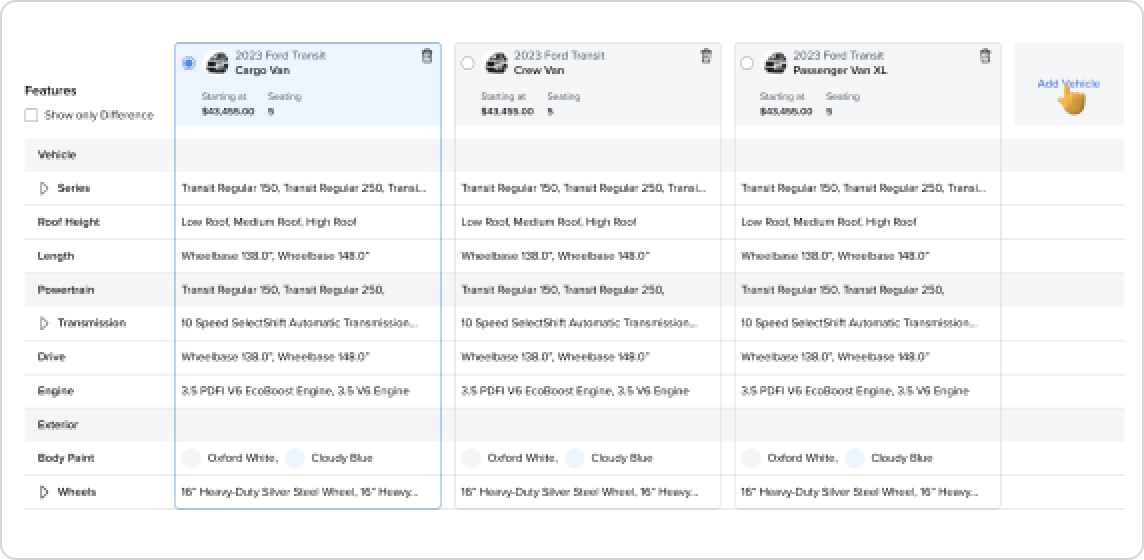 2023 Ford Transit
Cargo Van
Starting at Seating
$43,455.00 5
2023 Ford Transit
Crew Van
Starting at Seating
$43,455.00 5
2023 Ford Transit
Passenger Van XL
Starting at Seating
$43,455.00 5
Add Vehicle
Features
Show only Difference
Vehicle
Series Transit Regular 150, Transit Regular 250, Transi... Transit Regular 150, Transit Regular 250, Transi... Transit Regular 150, Transit Regular 250, Transi...
Roof Height Low Roof, Medium Roof, High Roof Low Roof, Medium Roof, High Roof Low Roof, Medium Roof, High Roof
Length Wheelbase 138.0", Wheelbase 148.0" Wheelbase 138.0", Wheelbase 148.0" Wheelbase 138.0", Wheelbase 148.0"
Powertrain Transit Regular 150, Transit Regular 250, Transit Regular 150, Transit Regular 250, Transit Regular 150, Transit Regular 250,
Transmission 10 Speed SelectShift Automatic Transmission... 10 Speed SelectShift Automatic Transmission... 10 Speed SelectShift Automatic Transmission...
Drive Wheelbase 138.0", Wheelbase 148.0" Wheelbase 138.0", Wheelbase 148.0" Wheelbase 138.0", Wheelbase 148.0"
Engine 3.5 PDFI V6 EcoBoost Engine, 3.5 V6 Engine 3.5 PDFI V6 EcoBoost Engine, 3.5 V6 Engine 3.5 PDFI V6 EcoBoost Engine, 3.5 V6 Engine
Exterior
Body Paint Oxford White, Cloudy Blue Oxford White, Cloudy Blue Oxford White, Cloudy Blue
Wheels 16" Heavy-Duty Silver Steel Wheel, 16" Heavy... 16" Heavy-Duty Silver Steel Wheel, 16" Heavy... 16" Heavy-Duty Silver Steel Wheel, 16" Heavy...